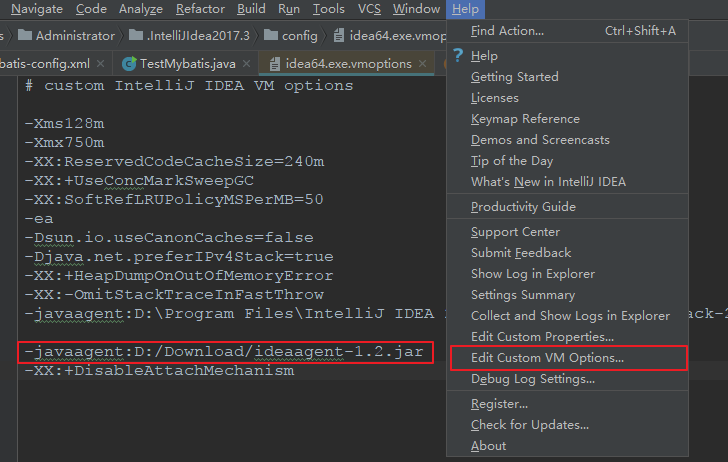 Navigate Code Analyze Refactor Build Run Tools VCS Window Help
Administrator .IntelliJIdea2017.3 config idea64.exe.vmo
batis-config.xml TestMybatis.java idea64.exe.vmoptions
# custom IntelliJ IDEA VM options
-Xms128m
-Xmx750m
-XX:ReservedCodeCacheSize=240m
-XX:+UseConcMarkSweepGC
-XX:SoftRefLRUPolicyMSPerMB=50
-ea
-Dsun.io.useCanonCaches=false
-Djava.net.preferIPv4Stack=true
-XX:+HeapDumpOnOutOfMemoryError
-XX:-OmitStackTraceInFastThrow
-javaagent:D:\Program Files\IntelliJ IDEA
-javaagent:D:/Download/ideaagent-1.2.jar
-XX:+DisableAttachMechanism
Find Action... Ctrl+Shift+A
? Help
Getting Started
Licenses
Keymap Reference
Demos and Screencasts
Tip of the Day
What's New in IntelliJ IDEA
Productivity Guide
Support Center
Submit Feedback
Show Log in Explorer
Settings Summary
Collect and Show Logs in Explorer
Edit Custom Properties...
Edit Custom VM Options...
Debug Log Settings...
Register...
Check for Updates...
About